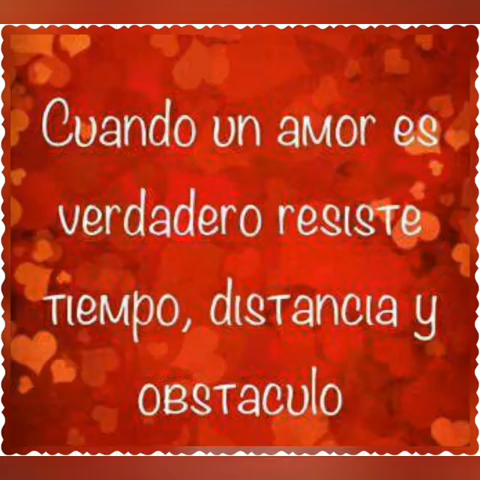 Cuando un amor es
verdadero resiste
tiempo, distancia y
obstaculo